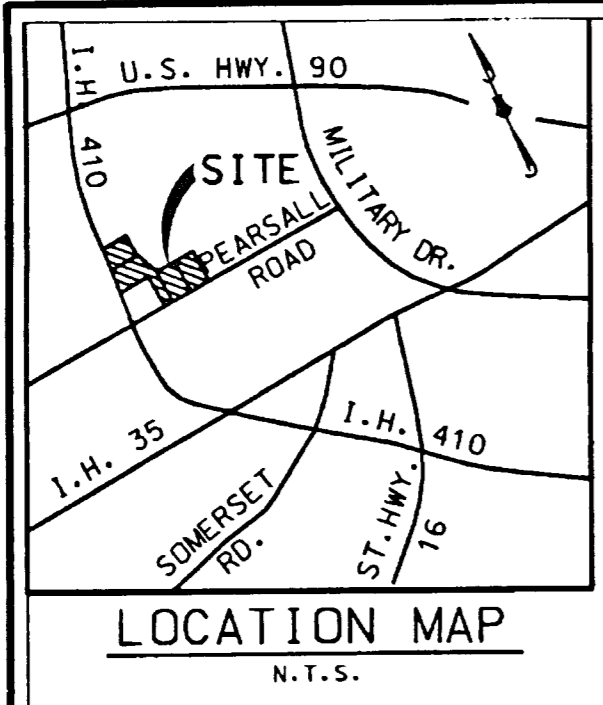 U.S. HWY. 90
I.H. 410
SITE
MILITARY DR.
PEARSALL
ROAD
I.H. 35
I.H. 410
SOMERSET
RD.
ST. HWY.
16
LOCATION MAP
N.T.S.